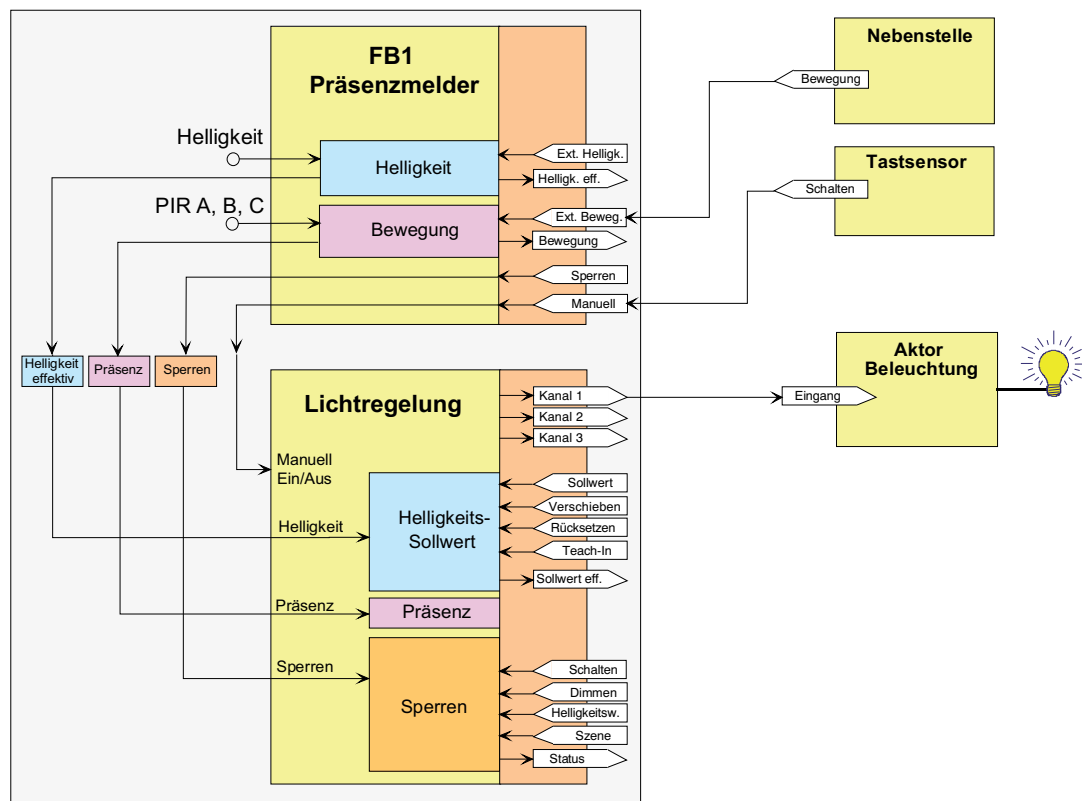 FB1
Präsenzmelder
Helligkeit
Helligkeit
Ext. Helligk.
Helligk. eff.
PIR A, B, C
Bewegung
Ext. Beweg.
Bewegung
Sperren
Manuell
Nebenstelle
Bewegung
Tastsensor
Schalten
Helligkeit
effektiv
Präsenz
Sperren
Aktor
Beleuchtung
Eingang
Lichtregelung
Kanal 1
Kanal 2
Kanal 3
Manuell
Ein/Aus
Helligkeit
Helligkeits-
Sollwert
Sollwert
Verschieben
Rücksetzen
Teach-In
Sollwert eff.
Präsenz
Präsenz
Sperren
Sperren
Schalten
Dimmen
Helligkeitsw.
Szene
Status